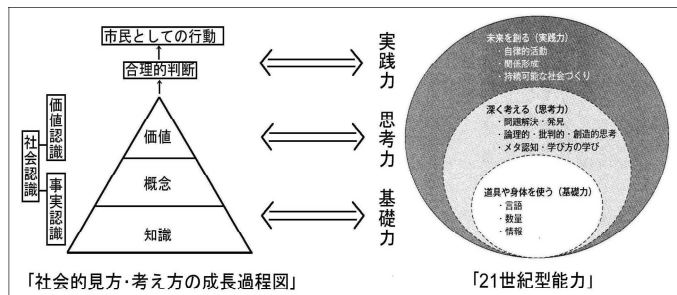 市民としての行動
合理的判断
価値
概念
知識
社会認識
価値認識
事実認識
実践力
思考力
基礎力
未来を創る（実践力）
・自律的活動
・関係形成
・持続可能な社会づくり
深く考える（思考力）
・問題解決・発見
・論理的・批判的・創造的思考
・メタ認知・学び方の学び
道具や身体を使う（基礎力）
・言語
・数量
・情報
「社会的見方・考え方の成長過程図」
「21世紀型能力」